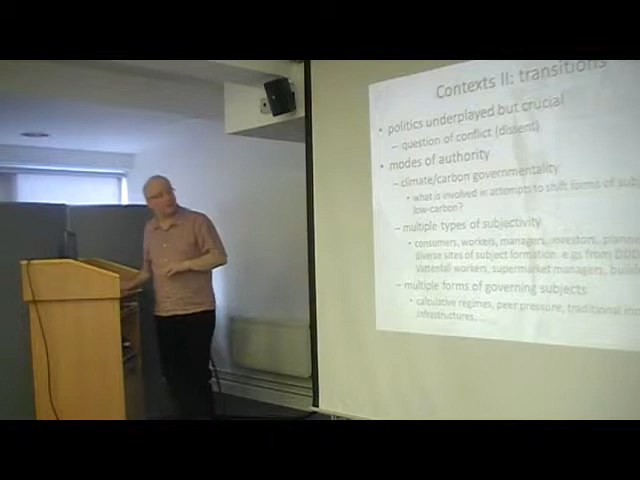 Contexts II: transitions
• politics underplayed but crucial
– question of conflict (dissent)
• modes of authority
– climate/carbon governmentality
• what is involved in attempts to shift forms of
low-carbon?
– multiple types of subjectivity
• consumers, workers, managers, investors,
diverse sites of subject formation e.gs from
Vattenfall workers, supermarket managers,
– multiple forms of governing subjects
• calculative regimes, peer pressure, traditional
infrastructures